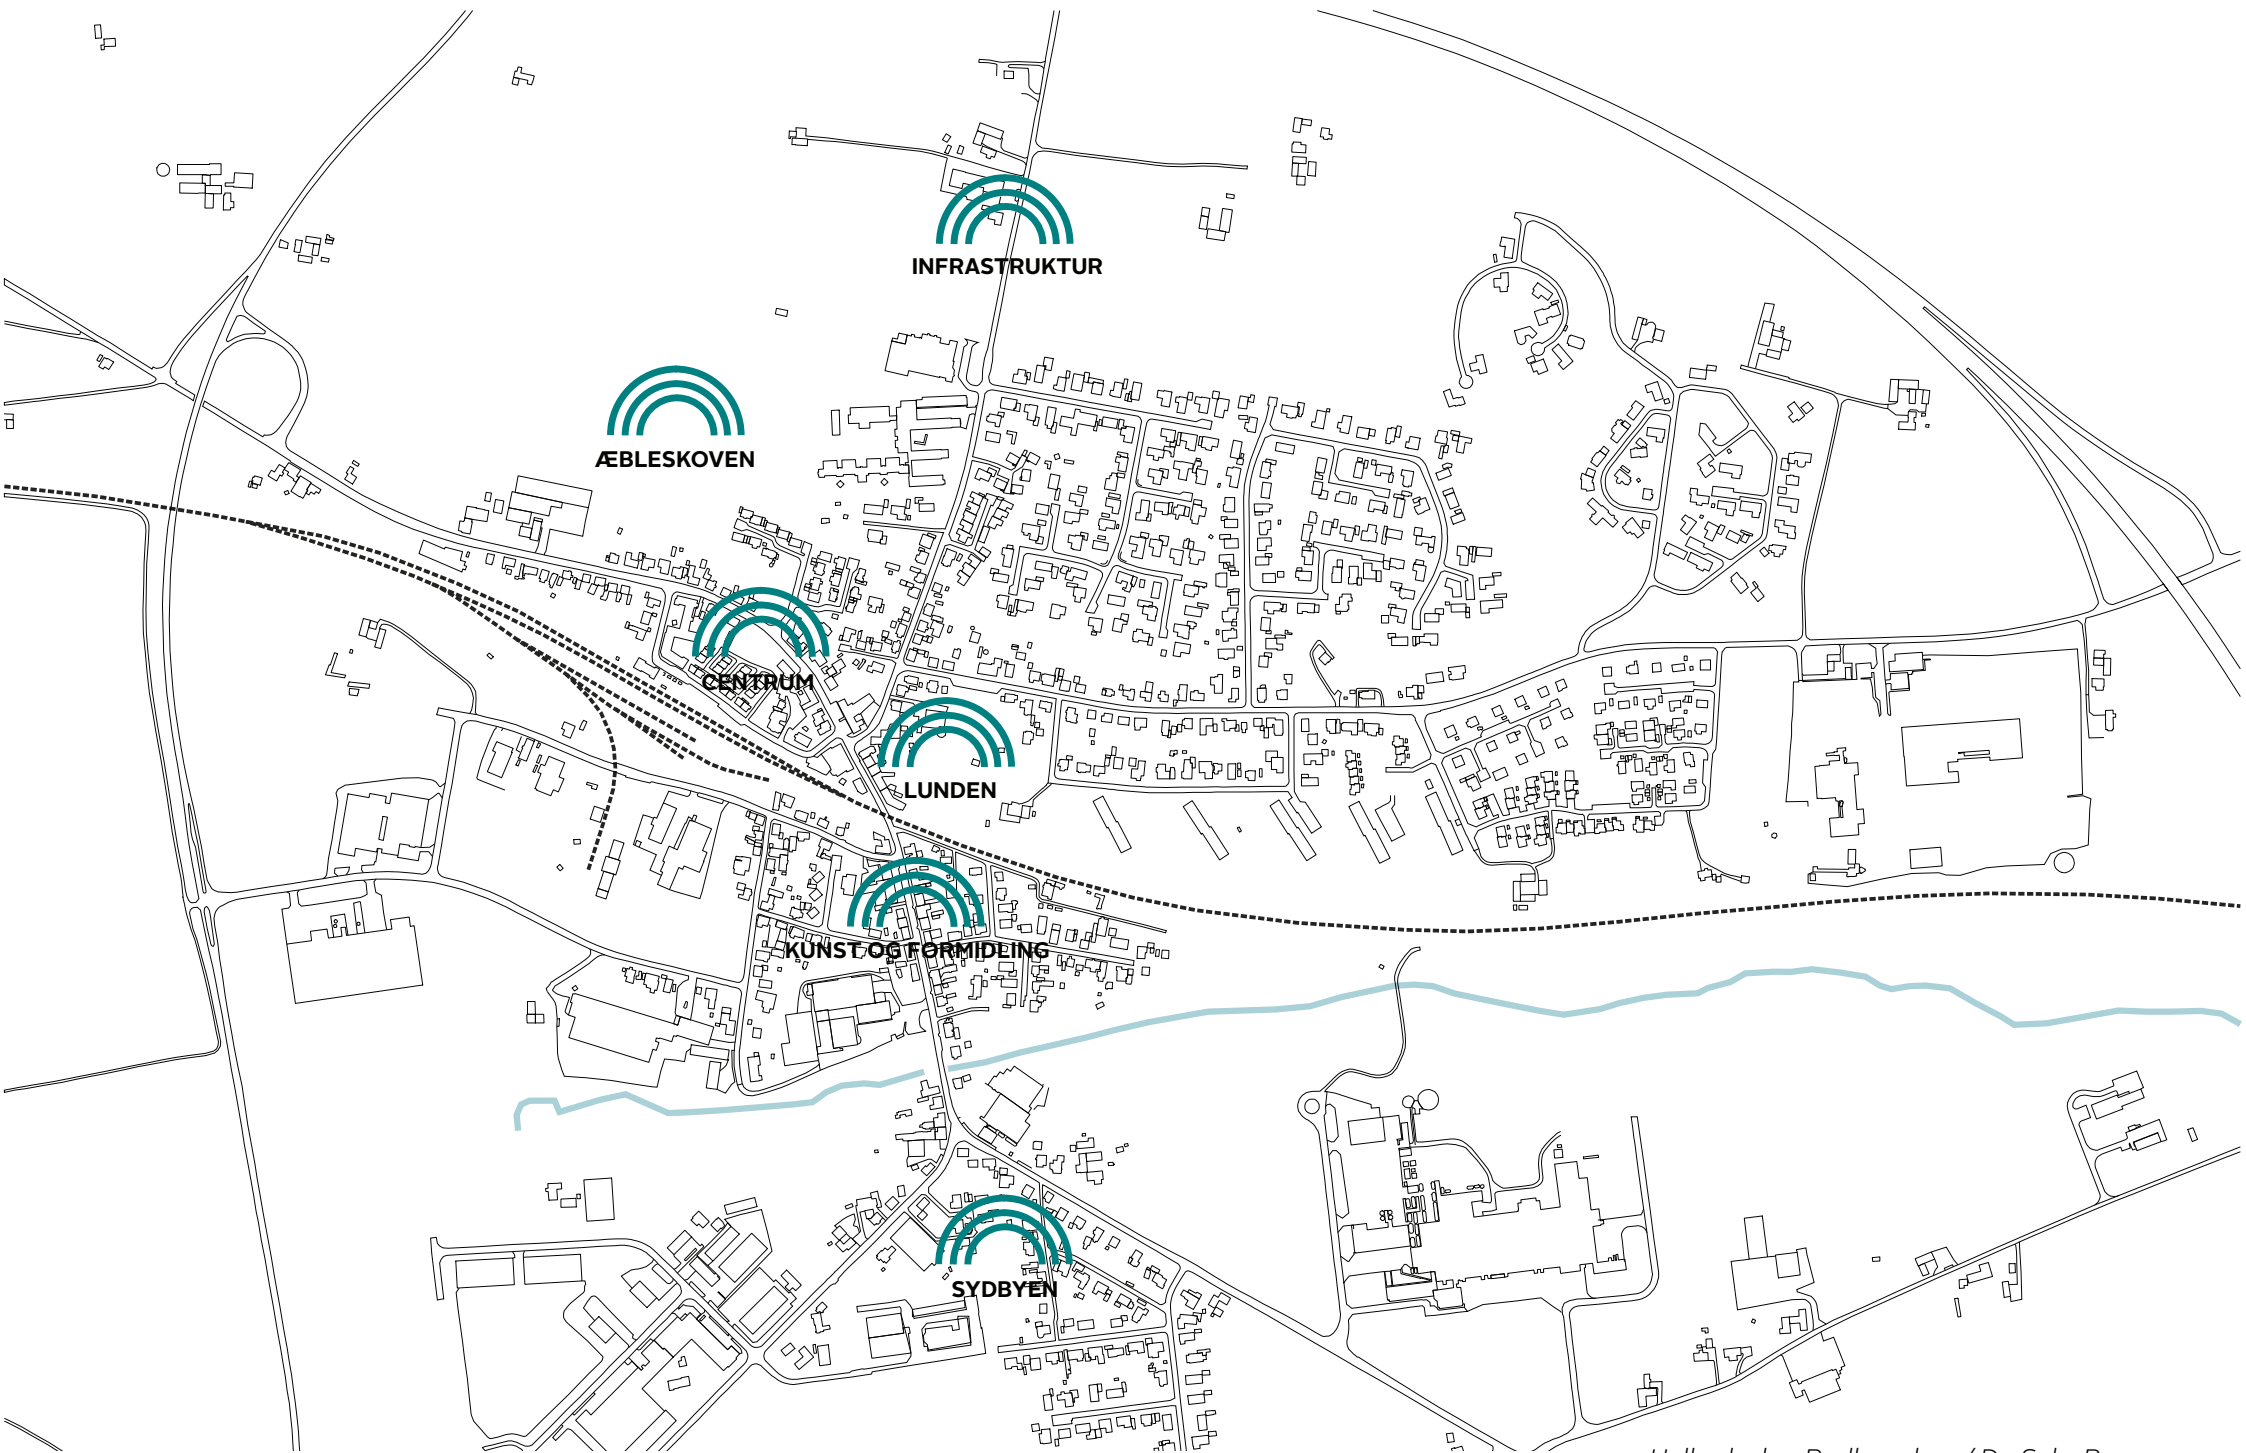 INFRASTRUKTUR
ÆBLESKOVEN
CENTRUM
LUNDEN
KUNST OG FORMIDLING
SYDBYEN